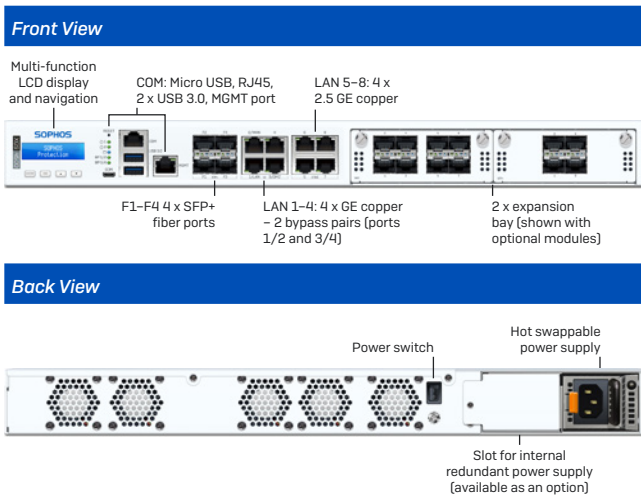 Front View
Multi-function
LCD display
and navigation
COM: Micro USB, RJ45,
2 x USB 3.0, MGMT port
LAN 5–8: 4 x
2.5 GE copper
SOPHOS
SOPHOS
Protection
F1–F4 4 x SFP+
fiber ports
LAN 1–4: 4 x GE copper
– 2 bypass pairs (ports
1/2 and 3/4)
2 x expansion
bay (shown with
optional modules)
Back View
Power switch
Hot swappable
power supply
Slot for internal
redundant power supply
(available as an option)